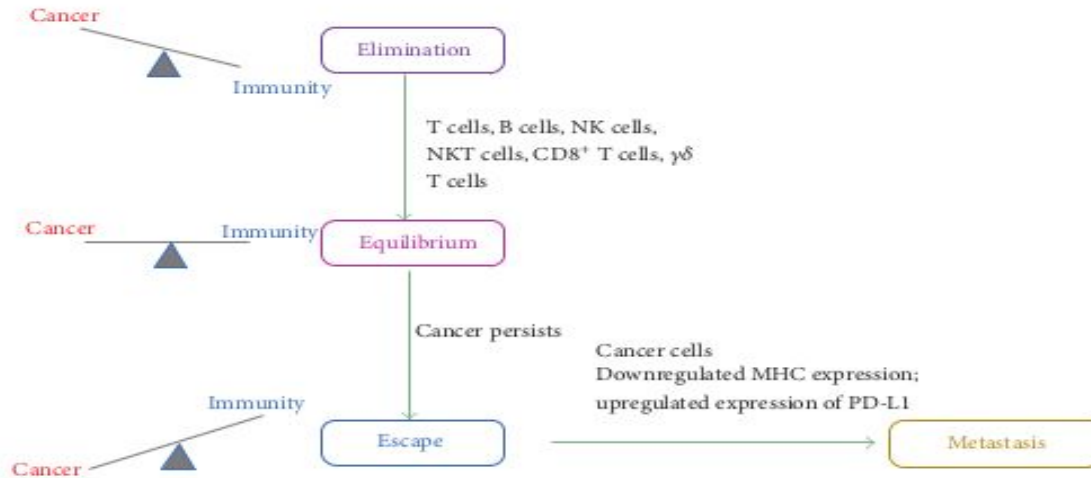 Cancer
Elimination
Immunity
T cells, B cells, NK cells,
NKT cells, CD8⁺ T cells, γδ
T cells
Cancer
Immunity
Equilibrium
Cancer persists
Cancer cells
Downregulated MHC expression;
upregulated expression of PD-L1
Immunity
Escape
Metastasis
Cancer